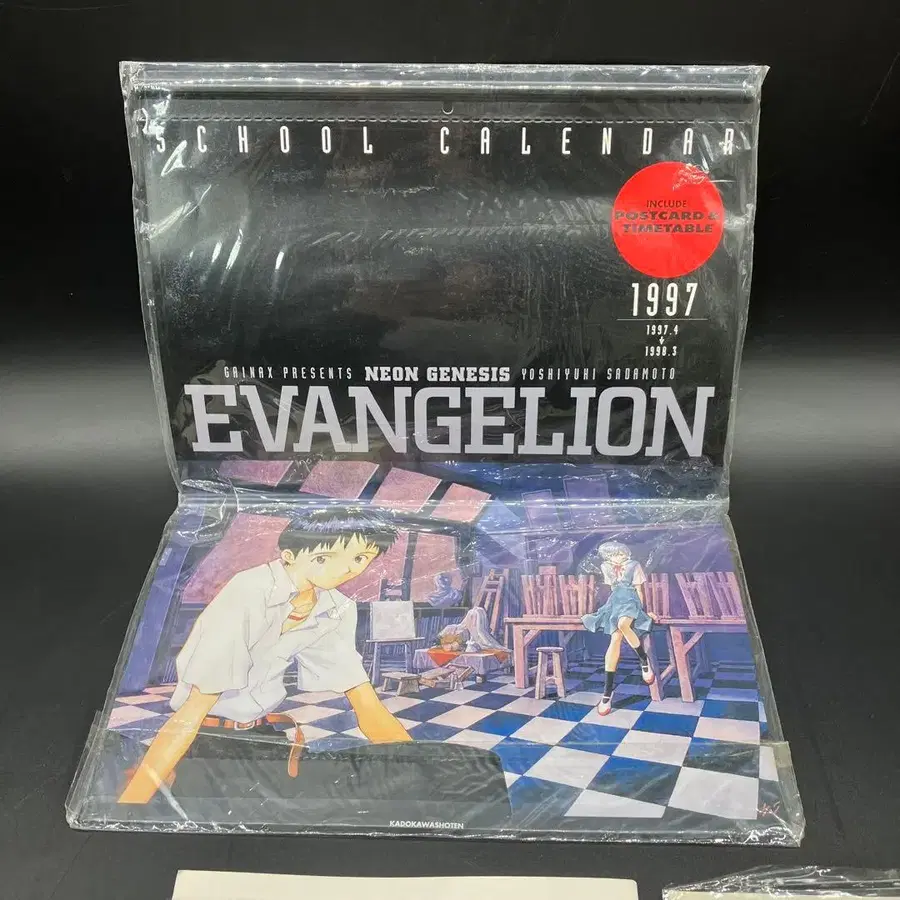 SCHOOL CALENDAR
INCLUDE
POSTCARD &
TIMETABLE
1997
1997.4
1998.3
GAINAX PRESENTS NEON GENESIS YOSHIYUKI SADAMOTO
EVANGELION
KADOKAWASHOTEN